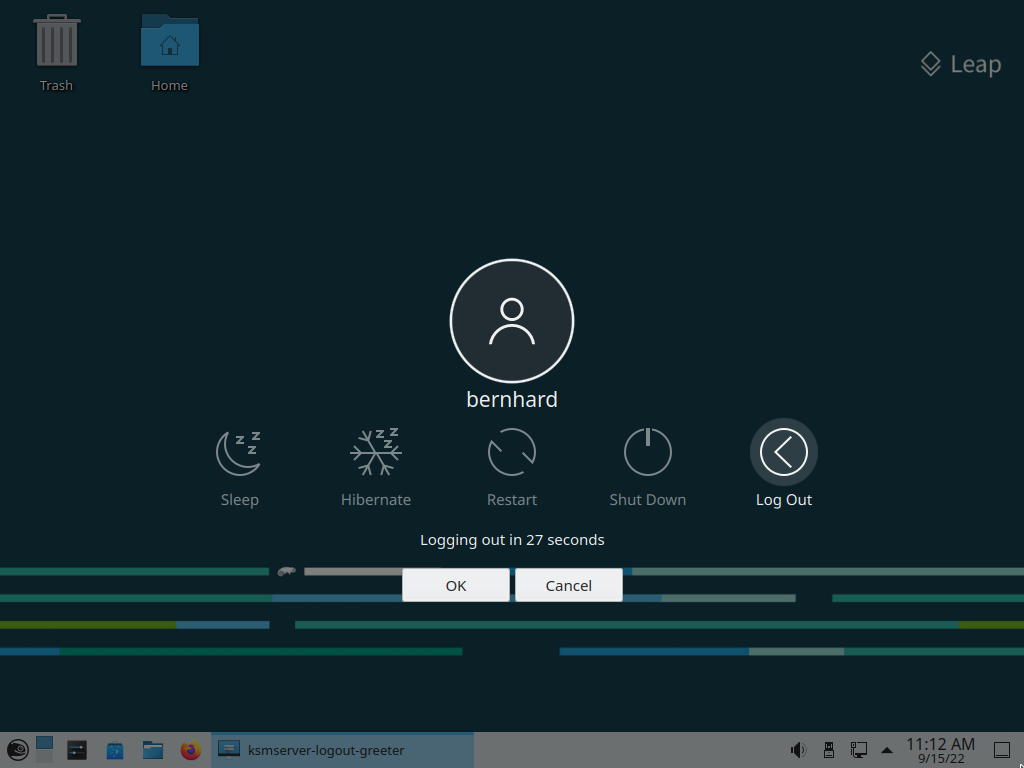 Trash
Home
Leap
bernhard
Sleep
Hibernate
Restart
Shut Down
Log Out
Logging out in 27 seconds
OK
Cancel
ksmserver-logout-greeter
11:12 AM
9/15/22